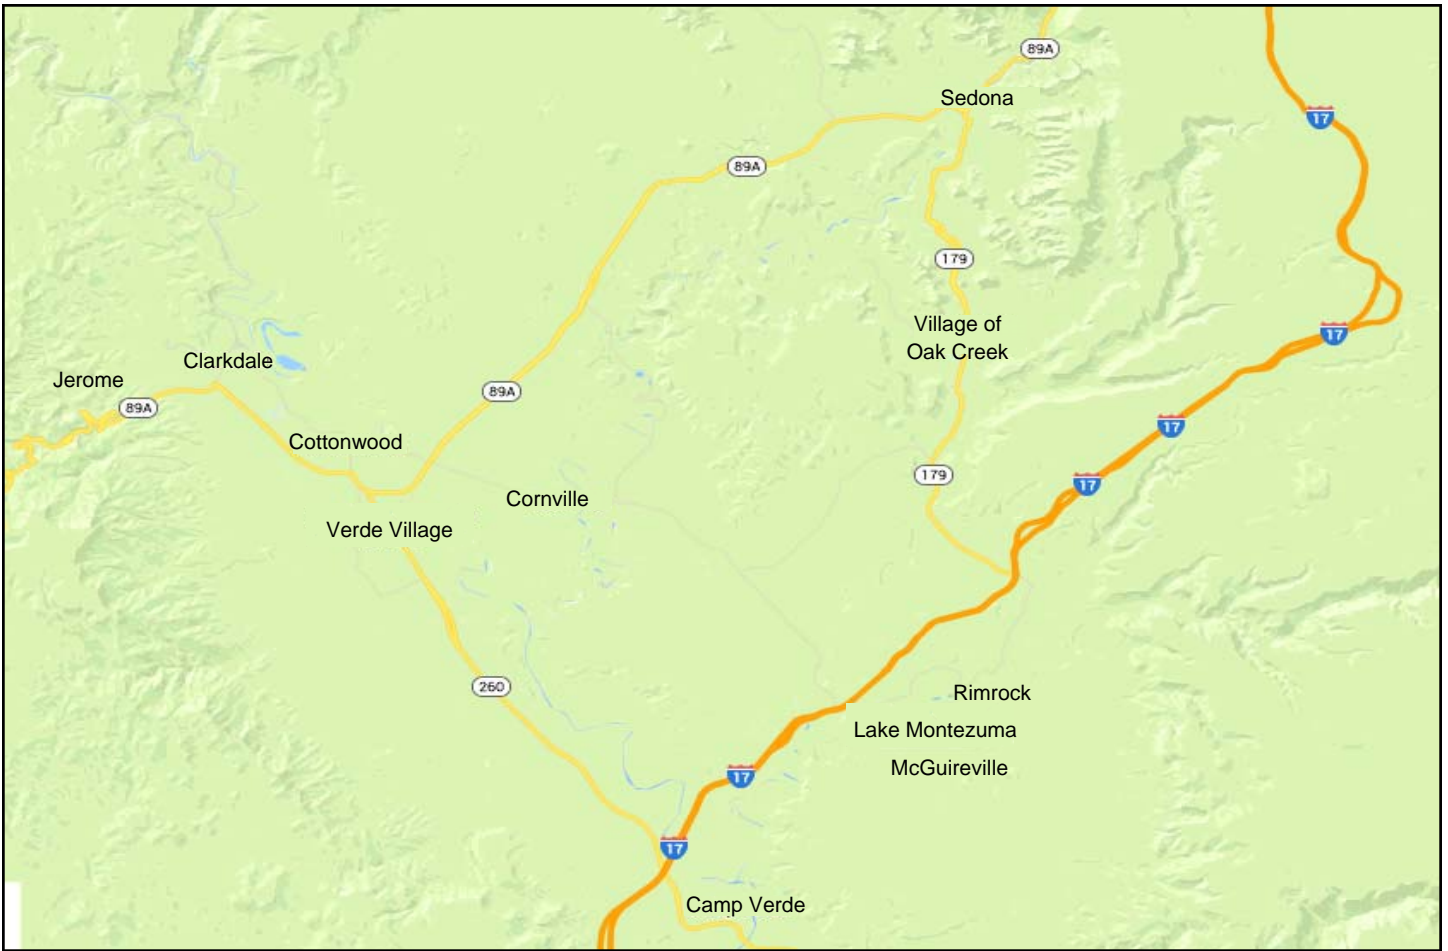 89A
Sedona
17
89A
179
Village of
Oak Creek
17
Clarkdale
Jerome
89A
89A
17
Cottonwood
179
17
Cornville
Verde Village
260
Rimrock
Lake Montezuma
McGuireville
17
17
Camp Verde